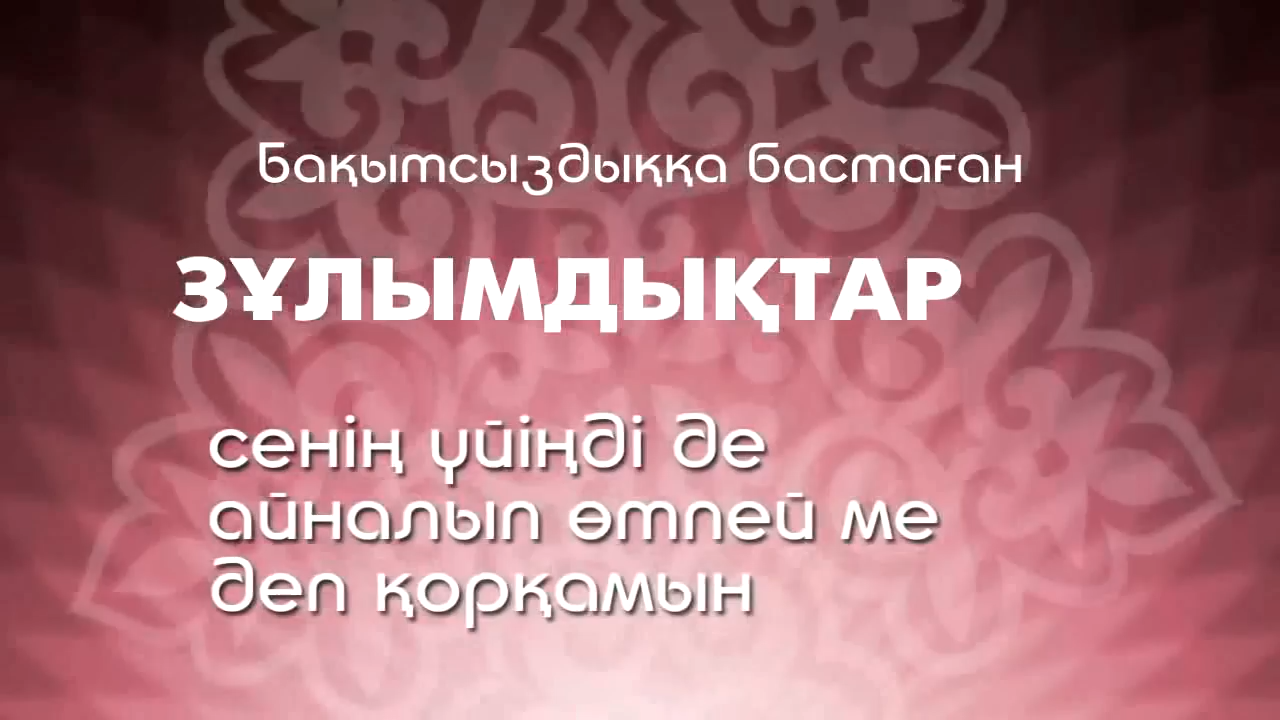 Бақытсыздыққа бастаған
ЗҰЛЫМДЫҚТАР
сенің үйіңді де
айналып өтпей ме
деп қорқамын